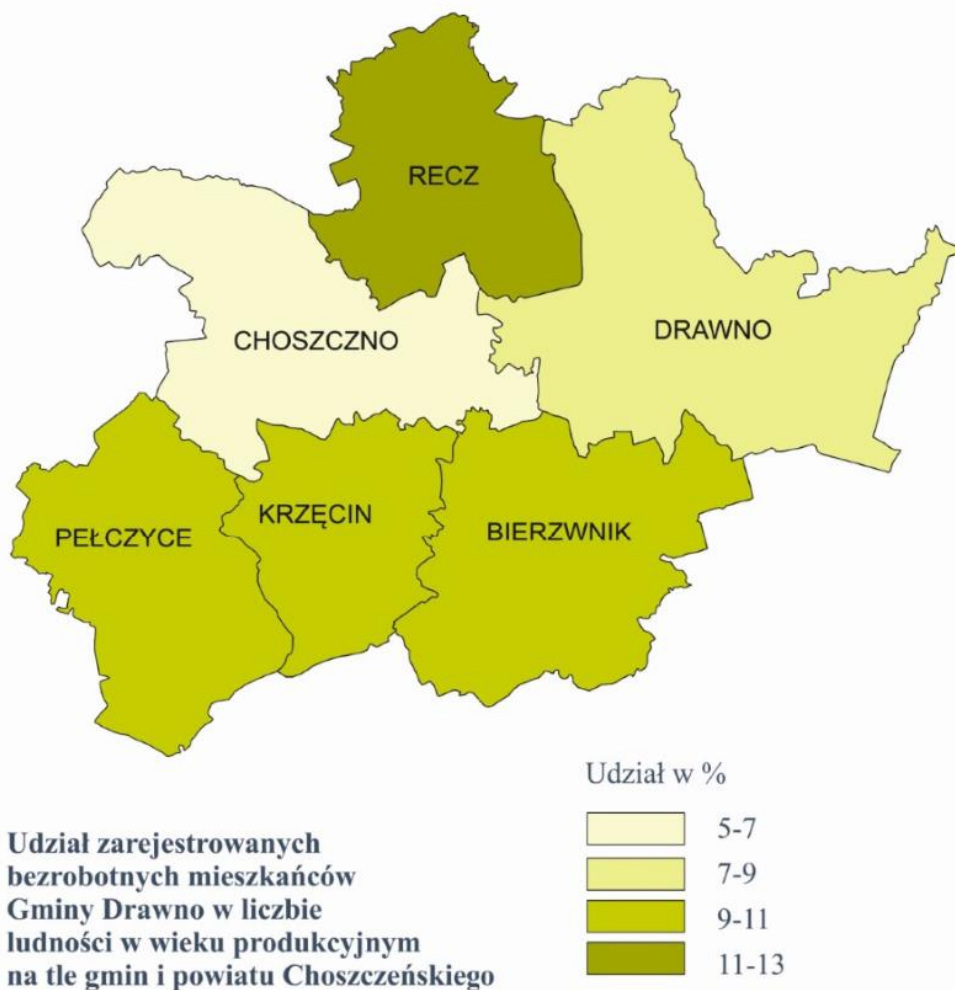 RECZ
DRAWNO
CHOSZCZNO
KRZĘCIN
BIERZWNIK
PEŁCZYCE
Udział w %
5-7
7-9
9-11
11-13
Udział zarejestrowanych
bezrobotnych mieszkańców
Gminy Drawno w liczbie
ludności w wieku produkcyjnym
na tle gmin i powiatu Choszczeńskiego